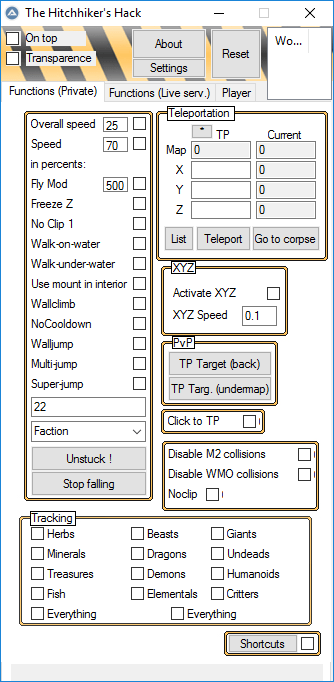 The Hitchhiker's Hack
On top
Transparence
About
Settings
Reset
Wo...
Functions (Private)
Functions (Live serv.)
Player
Overall speed 25
Speed 70
in percents:
Fly Mod 500
Freeze Z
No Clip 1
Walk-on-water
Walk-under-water
Use mount in interior
Wallclimb
NoCooldown
Walljump
Multi-jump
Super-jump
22
Faction
Unstuck !
Stop falling
Teleportation
* TP Current
Map 0 0
X 0
Y 0
Z 0
List Teleport Go to corpse
XYZ
Activate XYZ
XYZ Speed 0.1
PvP
TP Target (back)
TP Targ. (undermap)
Click to TP
Disable M2 collisions
Disable WMO collisions
Noclip
Tracking
Herbs Beasts Giants
Minerals Dragons Undeads
Treasures Demons Humanoids
Fish Elementals Critters
Everything Everything
Shortcuts